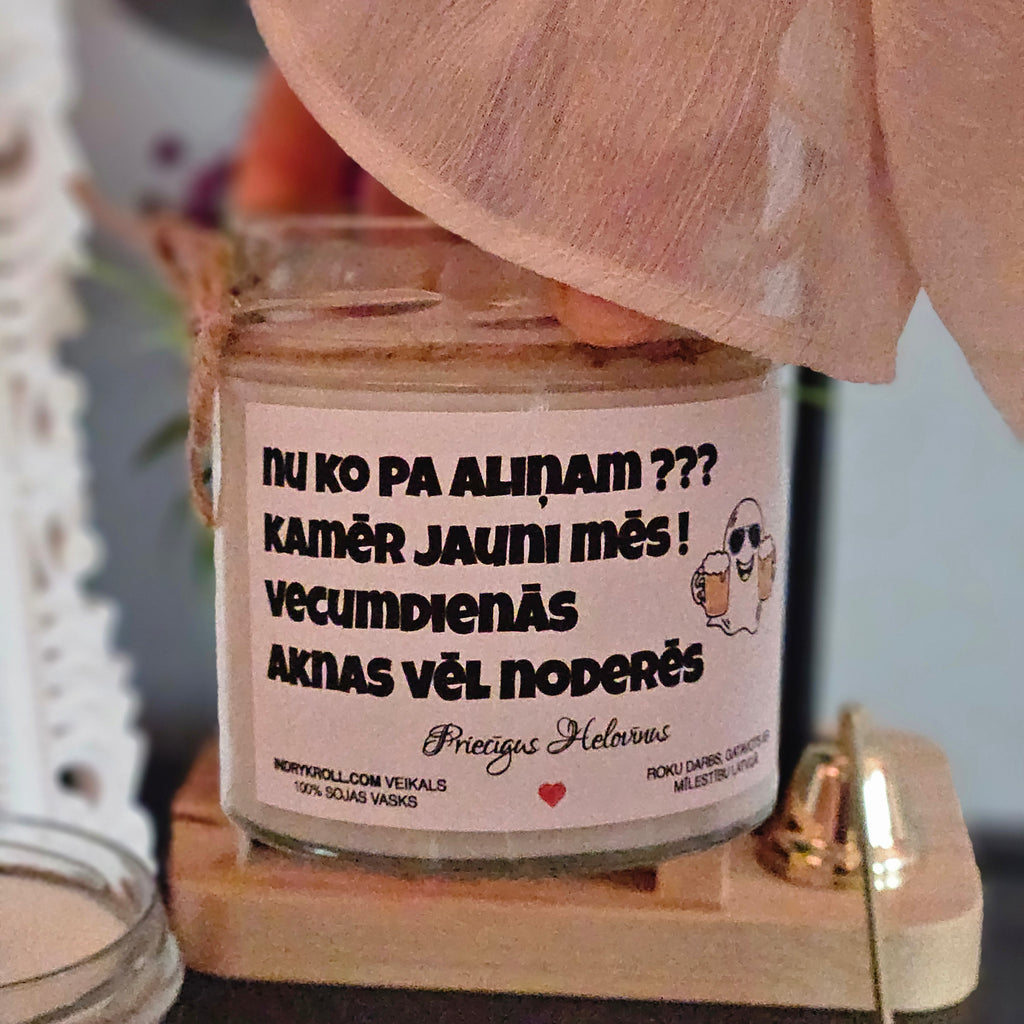 NU KO PA ALIŅAM ???
KAMĒR JAUNI MĒS !
VECUMDIENĀS
AKNAS VĒL NODERĒS
Priecīgus Helovīnus
INDRYKROLL.COM VEIKALS
100% SOJAS VASKS
ROKU DARBS, GATAVOTS AR
MĪLESTĪBU LATVIJĀ